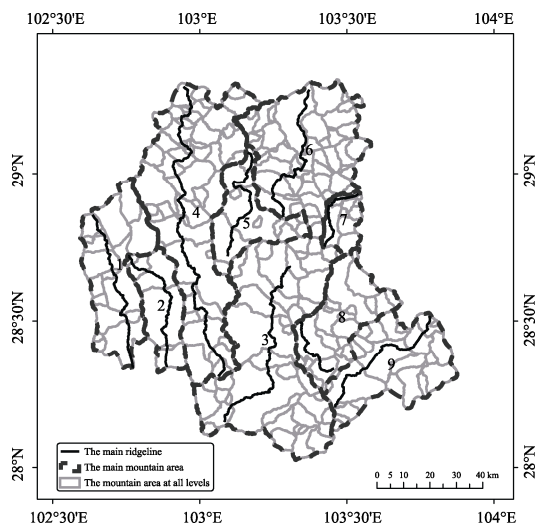 102°30'E 103°E 103°30'E 104°E
29°N 29°N
28°30'N 28°30'N
28°N 28°N
6
4
7
5
1
2
8
3
9
The main ridgeline
The main mountain area
The mountain area at all levels
0 5 10 20 30 40 km
102°30'E 103°E 103°30'E 104°E